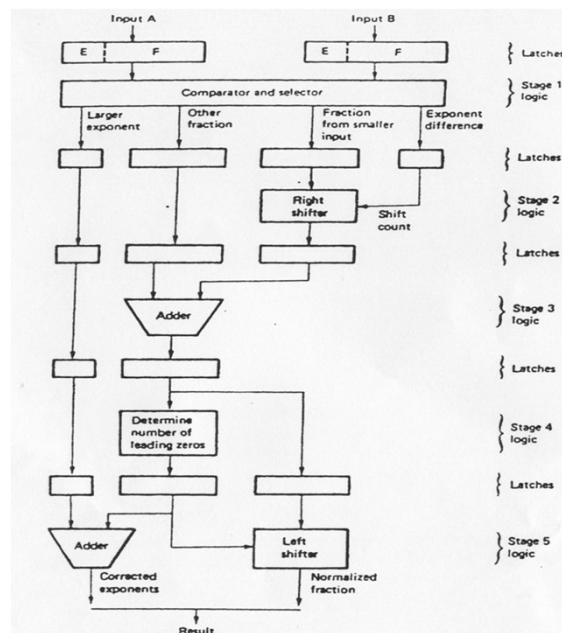 Input A Input B
E F E F Latches
Comparator and selector Stage 1
logic
Larger
exponent
Other
fraction
Fraction
from smaller
input
Exponent
difference
Latches
Right
shifter
Shift
count
Stage 2
logic
Latches
Adder
Stage 3
logic
Latches
Determine
number of
leading zeros
Stage 4
logic
Latches
Adder
Left
shifter
Stage 5
logic
Corrected
exponents
Normalized
fraction
Result